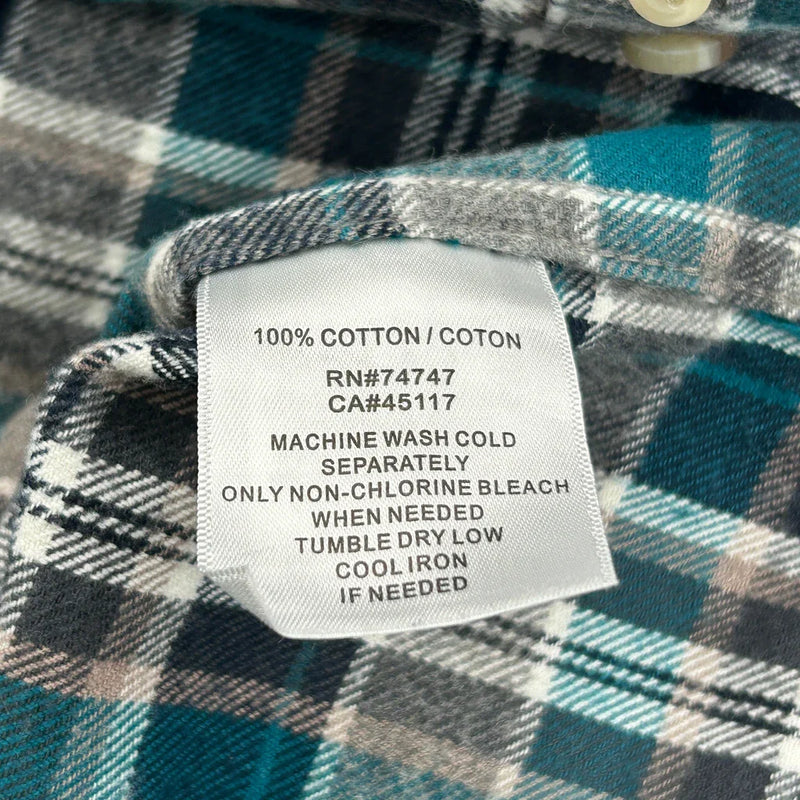 100% COTTON / COTON
RN#74747
CA#45117
MACHINE WASH COLD
SEPARATELY
ONLY NON-CHLORINE BLEACH
WHEN NEEDED
TUMBLE DRY LOW
COOL IRON
IF NEEDED